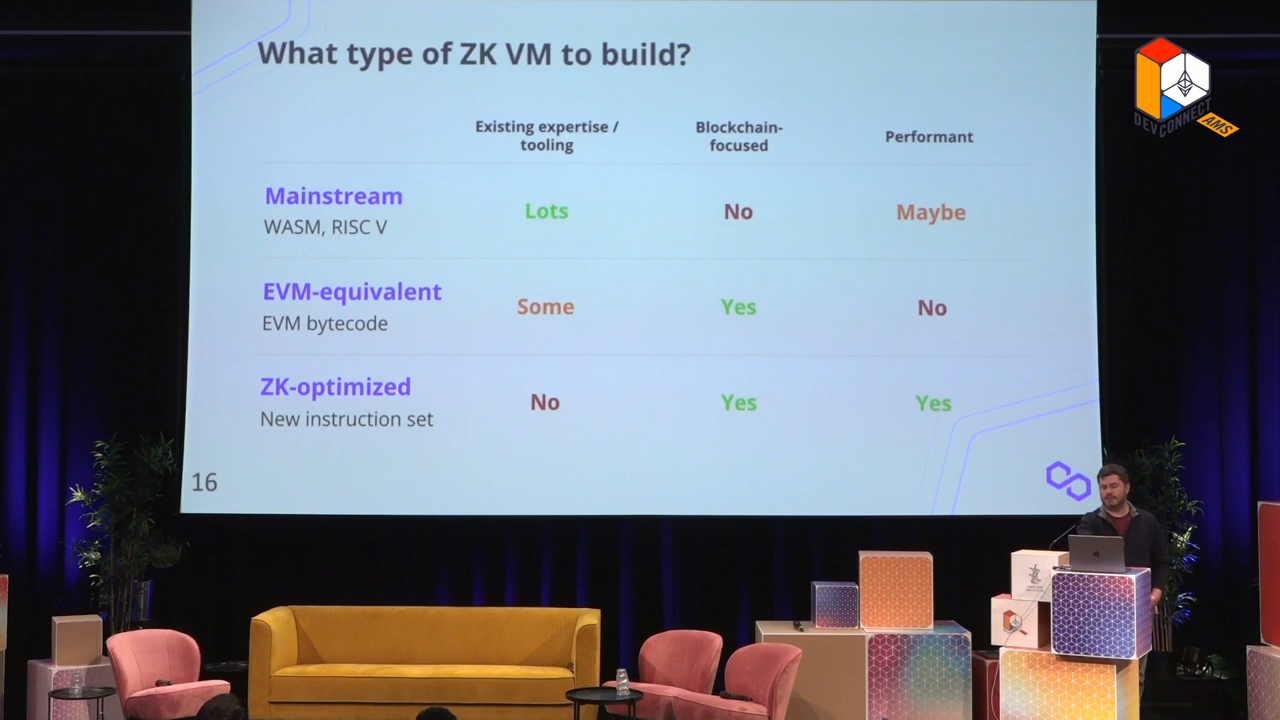 What type of ZK VM to build?
Existing expertise /
tooling
Blockchain-
focused
Performant
Mainstream
WASM, RISC V
Lots
No
Maybe
EVM-equivalent
EVM bytecode
Some
Yes
No
ZK-optimized
New instruction set
No
Yes
Yes
16
DEVCONNECT
AMS